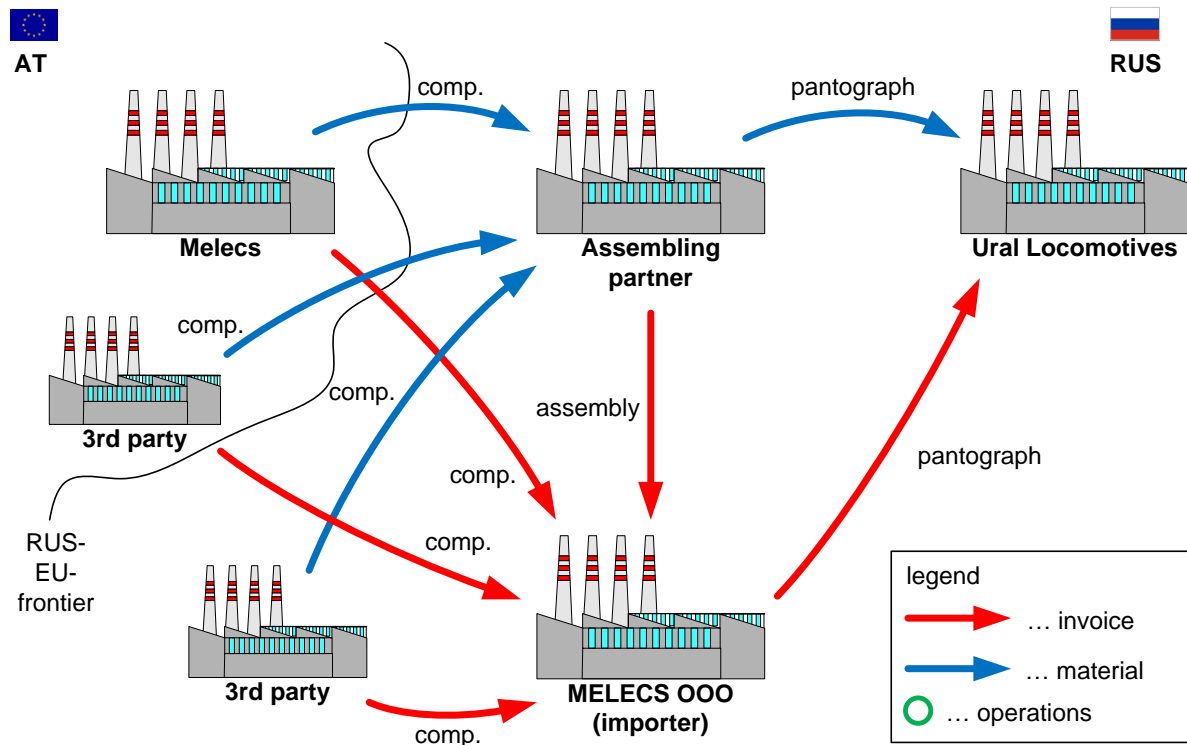 AT
RUS
comp.
pantograph
Melecs
Assembling
partner
Ural Locomotives
comp.
comp.
3rd party
assembly
comp.
pantograph
RUS-
EU-
frontier
comp.
3rd party
MELECS OOO
(importer)
comp.
legend
… invoice
… material
… operations